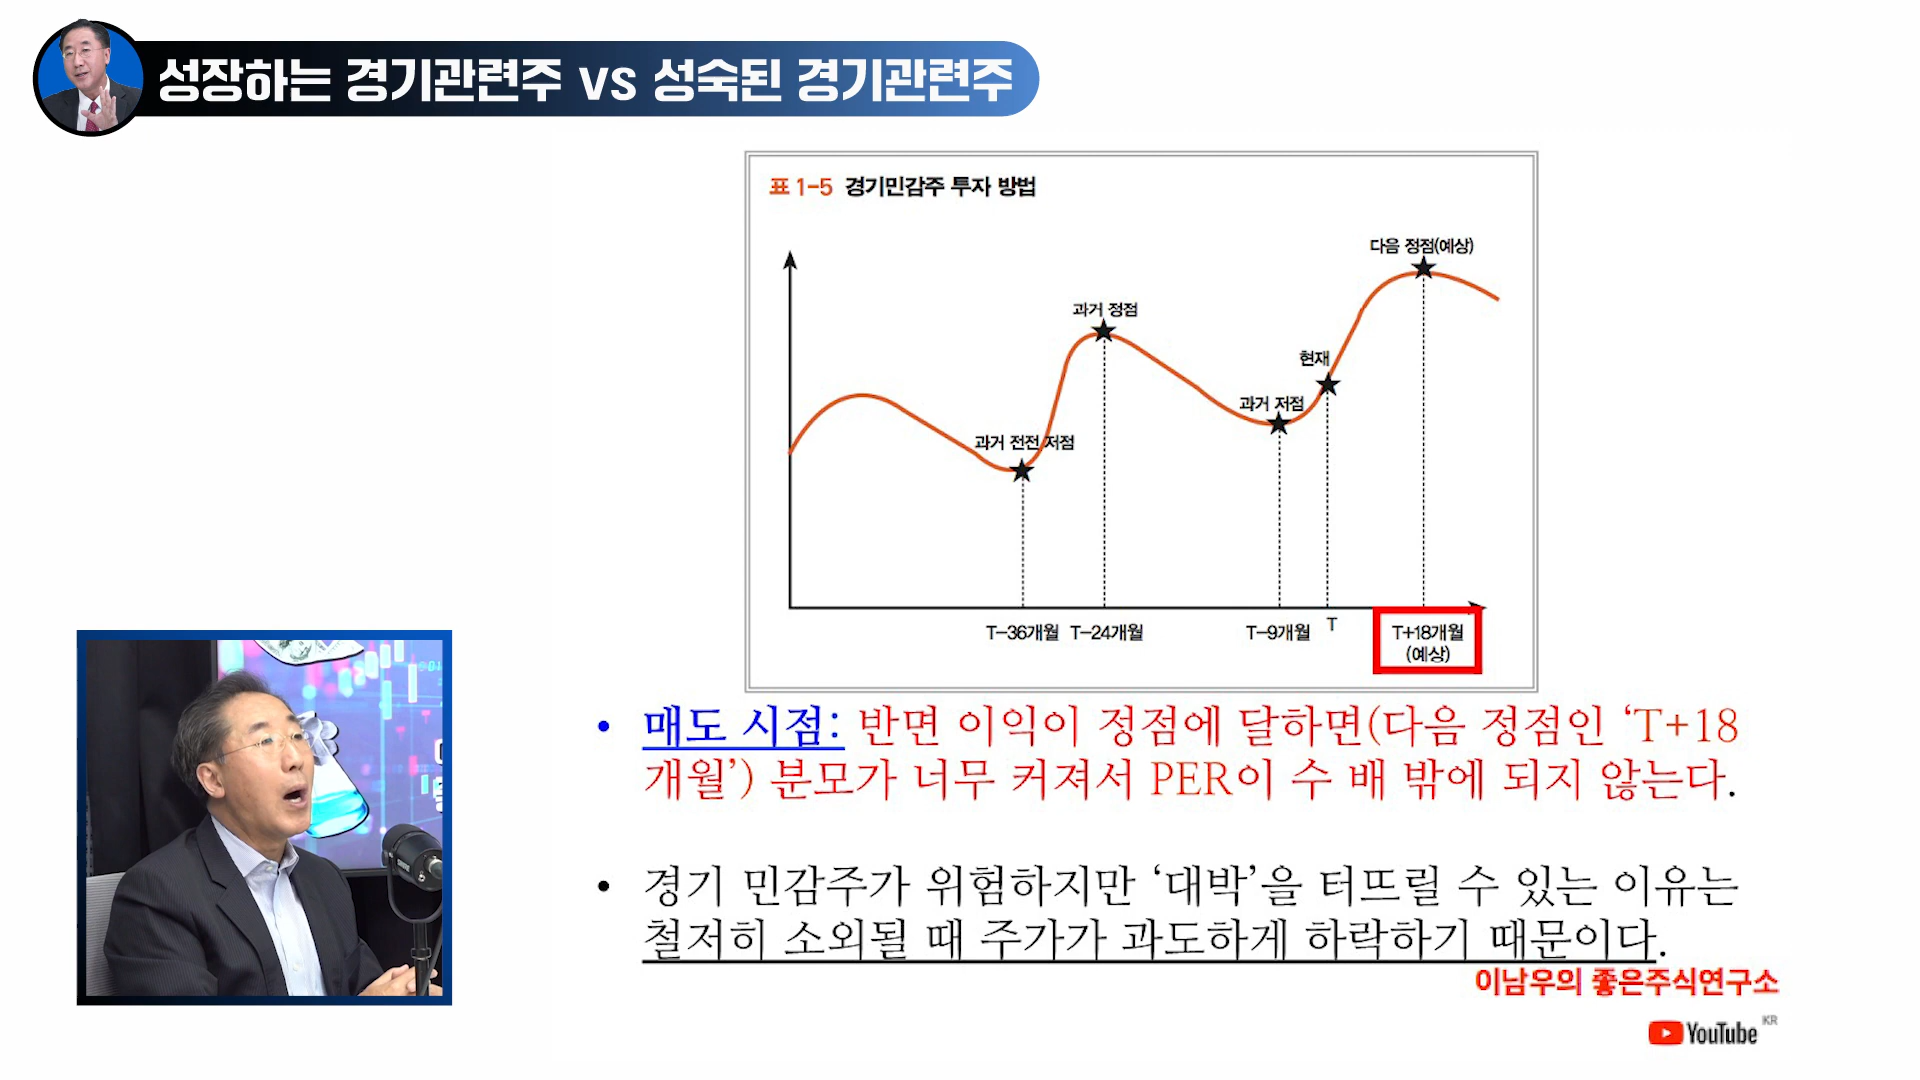 성장하는 경기관련주 vs 성숙된 경기관련주
표 1-5 경기민감주 투자 방법
다음 정점(예상)
과거 정점
현재
과거 저점
과거 전전 저점
T-36개월 T-24개월 T-9개월 T T+18개월
(예상)
• 매도 시점: 반면 이익이 정점에 달하면(다음 정점인 ‘T+18
개월’) 분모가 너무 커져서 PER이 수 배 밖에 되지 않는다.
• 경기 민감주가 위험하지만 ‘대박’을 터뜨릴 수 있는 이유는
철저히 소외될 때 주가가 과도하게 하락하기 때문이다.
이남우의 좋은주식연구소
YouTube KR